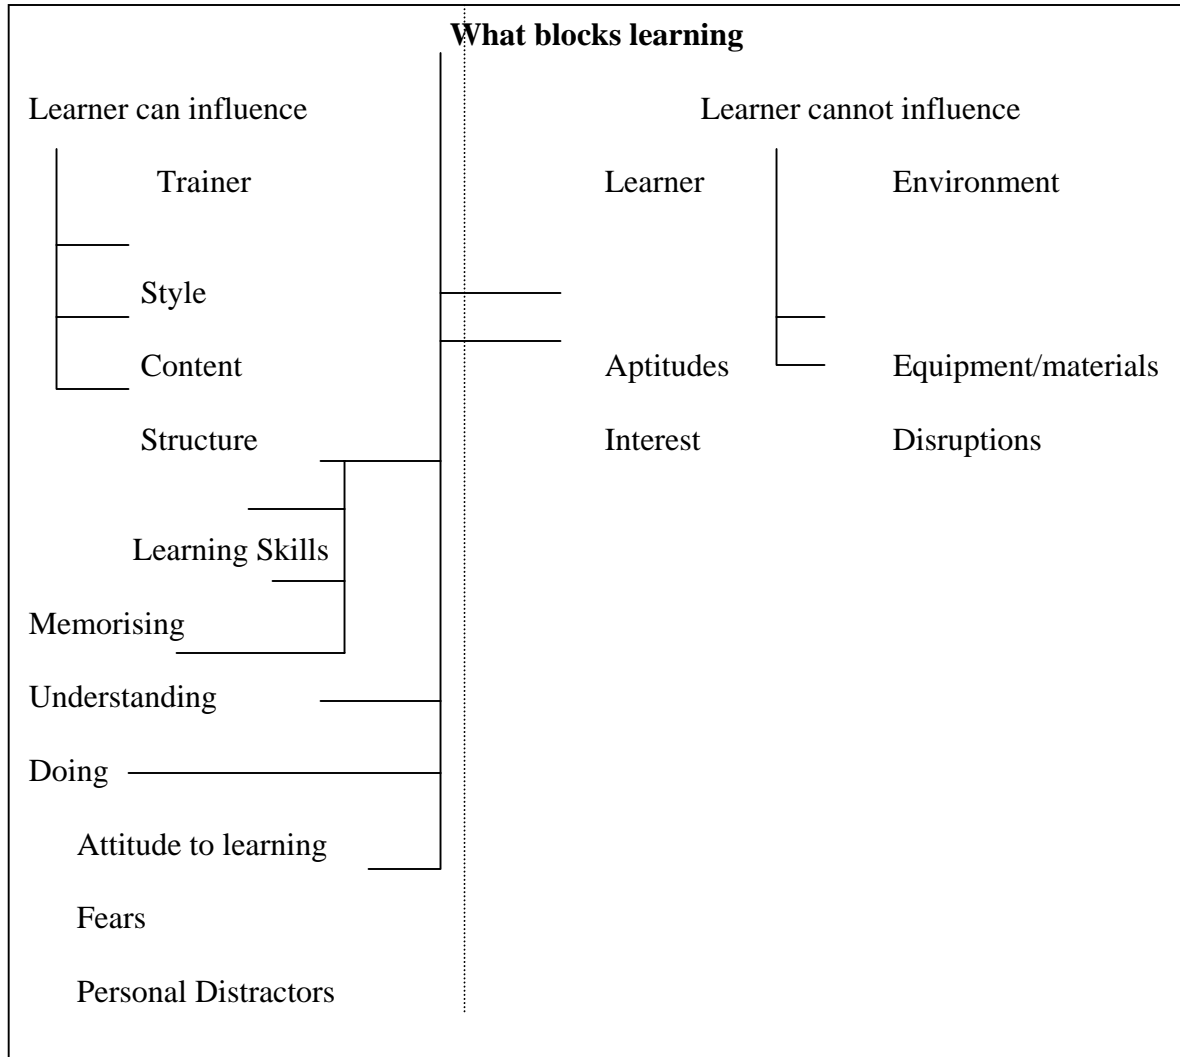 What blocks learning
Learner can influence Learner cannot influence
Trainer Learner Environment
Style
Content Aptitudes Equipment/materials
Structure Interest Disruptions
Learning Skills
Memorising
Understanding
Doing
Attitude to learning
Fears
Personal Distractors